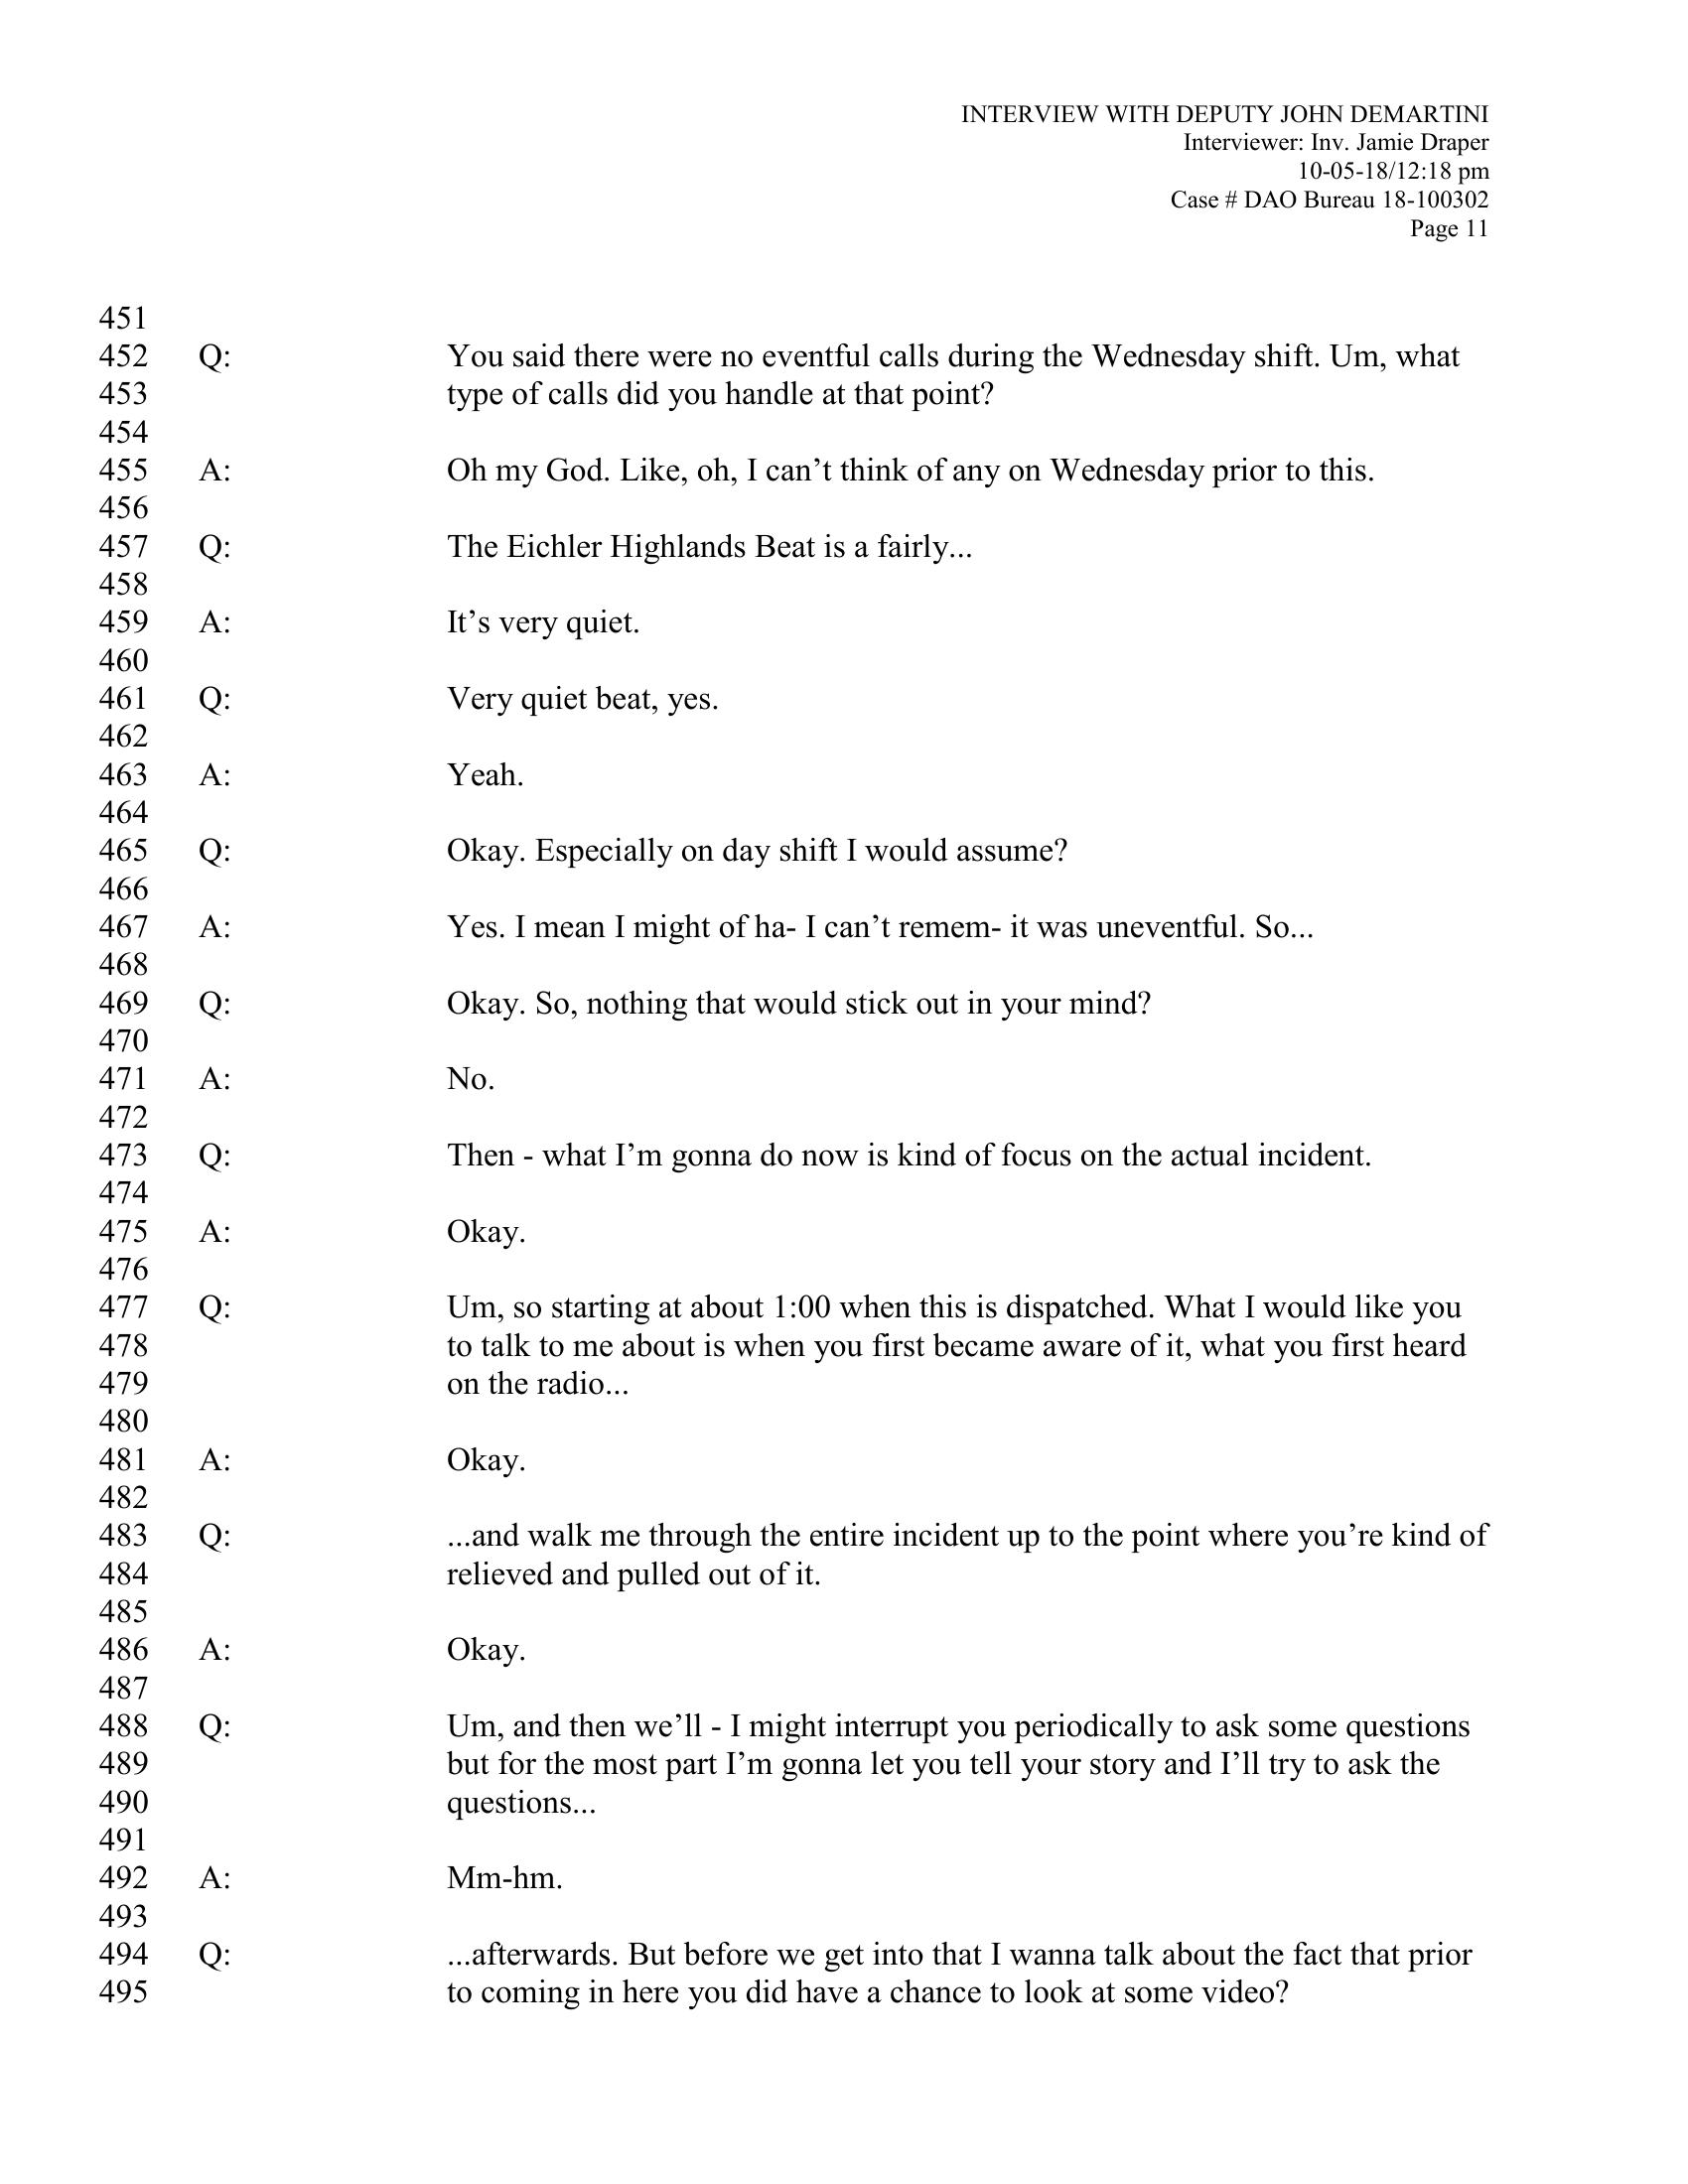 INTERVIEW WITH DEPUTY JOHN DEMARTINI
Interviewer: Inv. Jamie Draper
10-05-18/12:18 pm
Case # DAO Bureau 18-100302
Page 11
451
452 Q: You said there were no eventful calls during the Wednesday shift. Um, what
453 type of calls did you handle at that point?
454
455 A: Oh my God. Like, oh, I can’t think of any on Wednesday prior to this.
456
457 Q: The Eichler Highlands Beat is a fairly...
458
459 A: It’s very quiet.
460
461 Q: Very quiet beat, yes.
462
463 A: Yeah.
464
465 Q: Okay. Especially on day shift I would assume?
466
467 A: Yes. I mean I might of ha- I can’t remem- it was uneventful. So...
468
469 Q: Okay. So, nothing that would stick out in your mind?
470
471 A: No.
472
473 Q: Then - what I’m gonna do now is kind of focus on the actual incident.
474
475 A: Okay.
476
477 Q: Um, so starting at about 1:00 when this is dispatched. What I would like you
478 to talk to me about is when you first became aware of it, what you first heard
479 on the radio...
480
481 A: Okay.
482
483 Q: ...and walk me through the entire incident up to the point where you’re kind of
484 relieved and pulled out of it.
485
486 A: Okay.
487
488 Q: Um, and then we’ll - I might interrupt you periodically to ask some questions
489 but for the most part I’m gonna let you tell your story and I’ll try to ask the
490 questions...
491
492 A: Mm-hm.
493
494 Q: ...afterwards. But before we get into that I wanna talk about the fact that prior
495 to coming in here you did have a chance to look at some video?